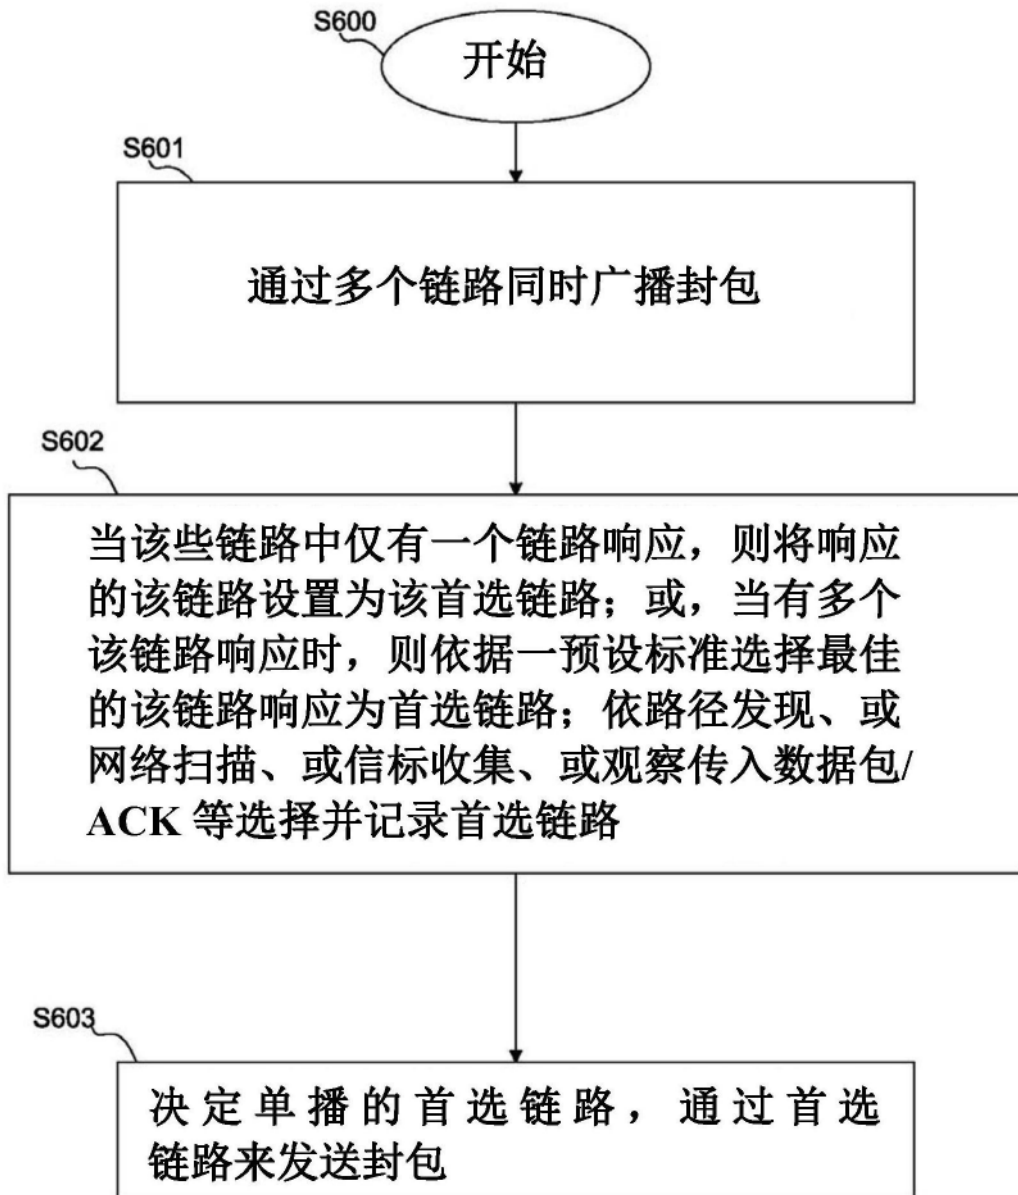 S600
开始
S601
通过多个链路同时广播封包
S602
当该些链路中仅有一个链路响应，则将响应
的该链路设置为该首选链路；或，当有多个
该链路响应时，则依据一预设标准选择最佳
的该链路响应为首选链路；依路径发现、或
网络扫描、或信标收集、或观察传入数据包/
ACK 等选择并记录首选链路
S603
决定单播的首选链路，通过首选
链路来发送封包